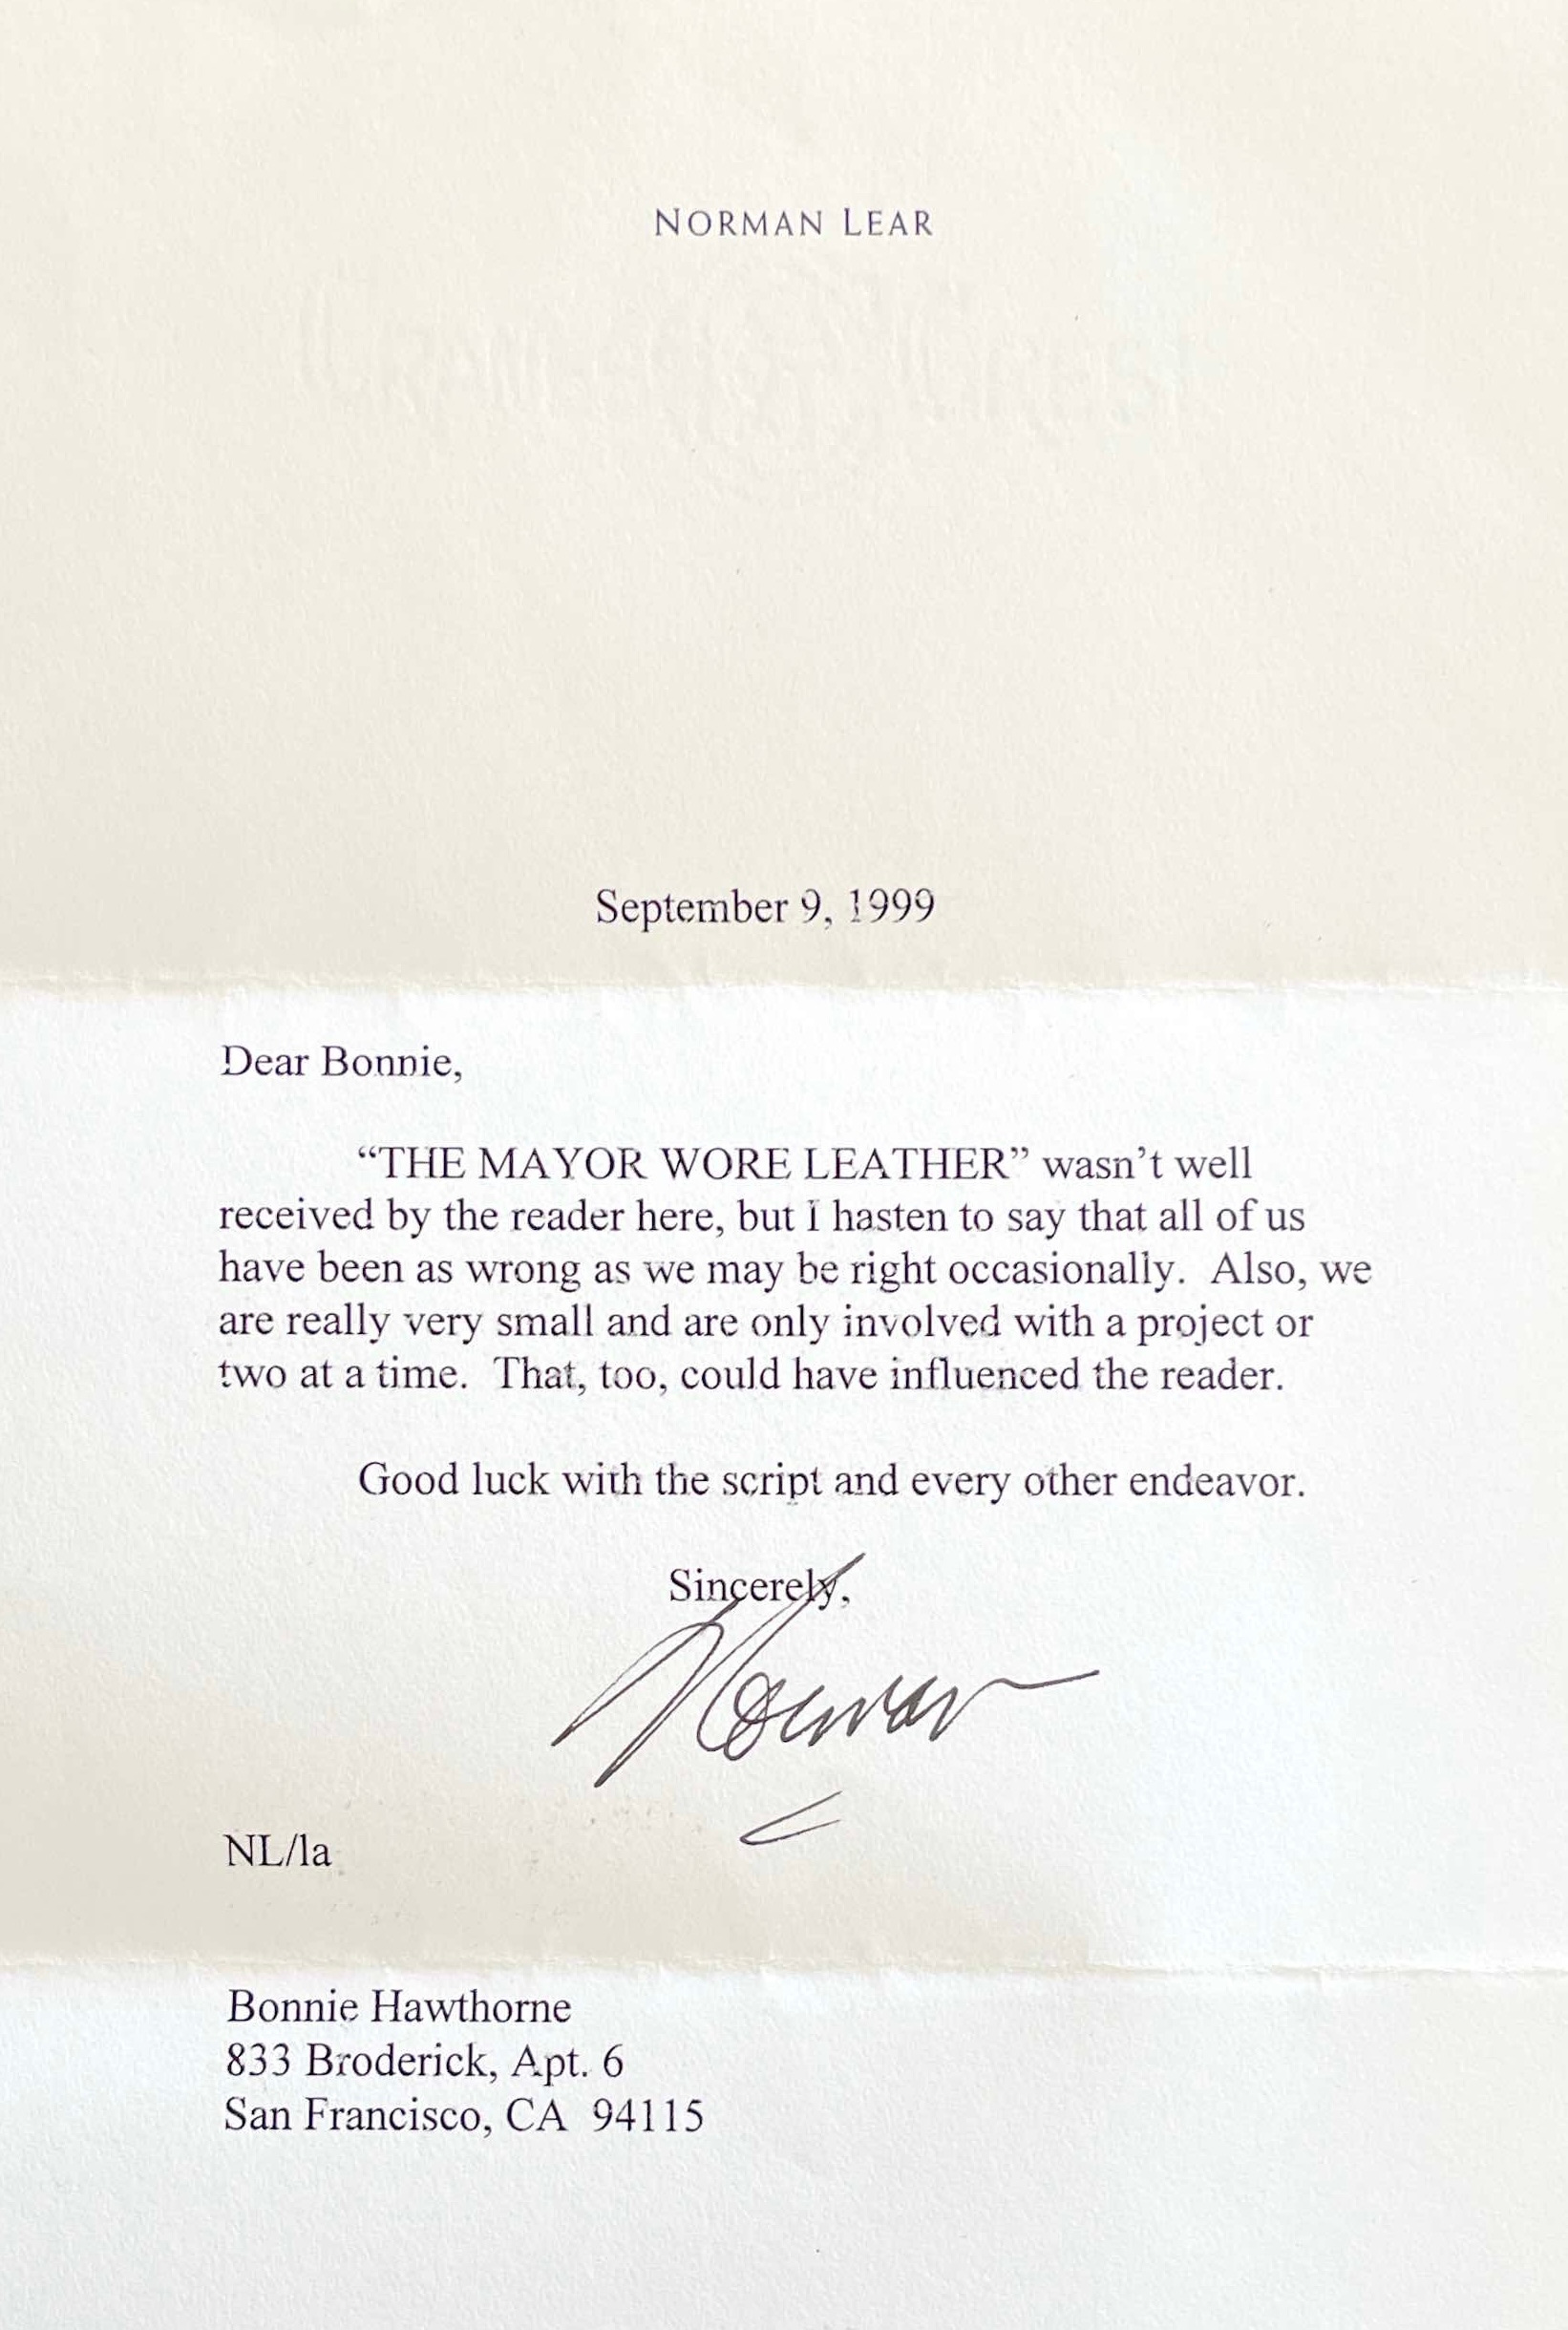 NORMAN LEAR
September 9, 1999
Dear Bonnie,
“THE MAYOR WORE LEATHER” wasn’t well
received by the reader here, but I hasten to say that all of us
have been as wrong as we may be right occasionally.  Also, we
are really very small and are only involved with a project or
two at a time.  That, too, could have influenced the reader.
Good luck with the script and every other endeavor.
Sincerely,
Norman
NL/la
Bonnie Hawthorne
833 Broderick, Apt. 6
San Francisco, CA  94115